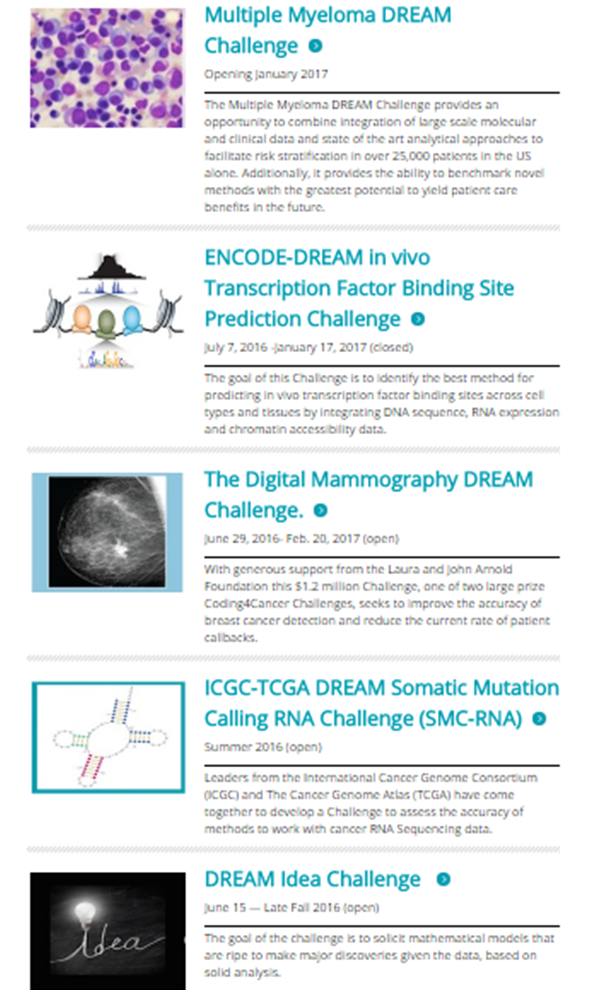 Multiple Myeloma DREAM
Challenge
Opening January 2017
The Multiple Myeloma DREAM Challenge provides an
opportunity to combine integration of large scale molecular
and clinical data and state of the art analytical approaches to
facilitate risk stratification in over 25,000 patients in the US
alone. Additionally, it provides the ability to benchmark novel
methods with the greatest potential to yield patient care
benefits in the future.
ENCODE-DREAM in vivo
Transcription Factor Binding Site
Prediction Challenge
July 7, 2016 -January 17, 2017 (closed)
The goal of this Challenge is to identify the best method for
predicting in vivo transcription factor binding sites across cell
types and tissues by integrating DNA sequence, RNA expression
and chromatin accessibility data.
The Digital Mammography DREAM
Challenge.
June 29, 2016- Feb. 20, 2017 (open)
With generous support from the Laura and John Arnold
Foundation this $1.2 million Challenge, one of two large prize
Coding4Cancer Challenges, seeks to improve the accuracy of
breast cancer detection and reduce the current rate of patient
callbacks.
ICGC-TCGA DREAM Somatic Mutation
Calling RNA Challenge (SMC-RNA)
Summer 2016 (open)
Leaders from the International Cancer Genome Consortium
(ICGC) and The Cancer Genome Atlas (TCGA) have come
together to develop a Challenge to assess the accuracy of
methods to work with cancer RNA Sequencing data.
DREAM Idea Challenge
June 15 — Late Fall 2016 (open)
Idea
The goal of the challenge is to solicit mathematical models that
are ripe to make major discoveries given the data, based on
solid analysis.